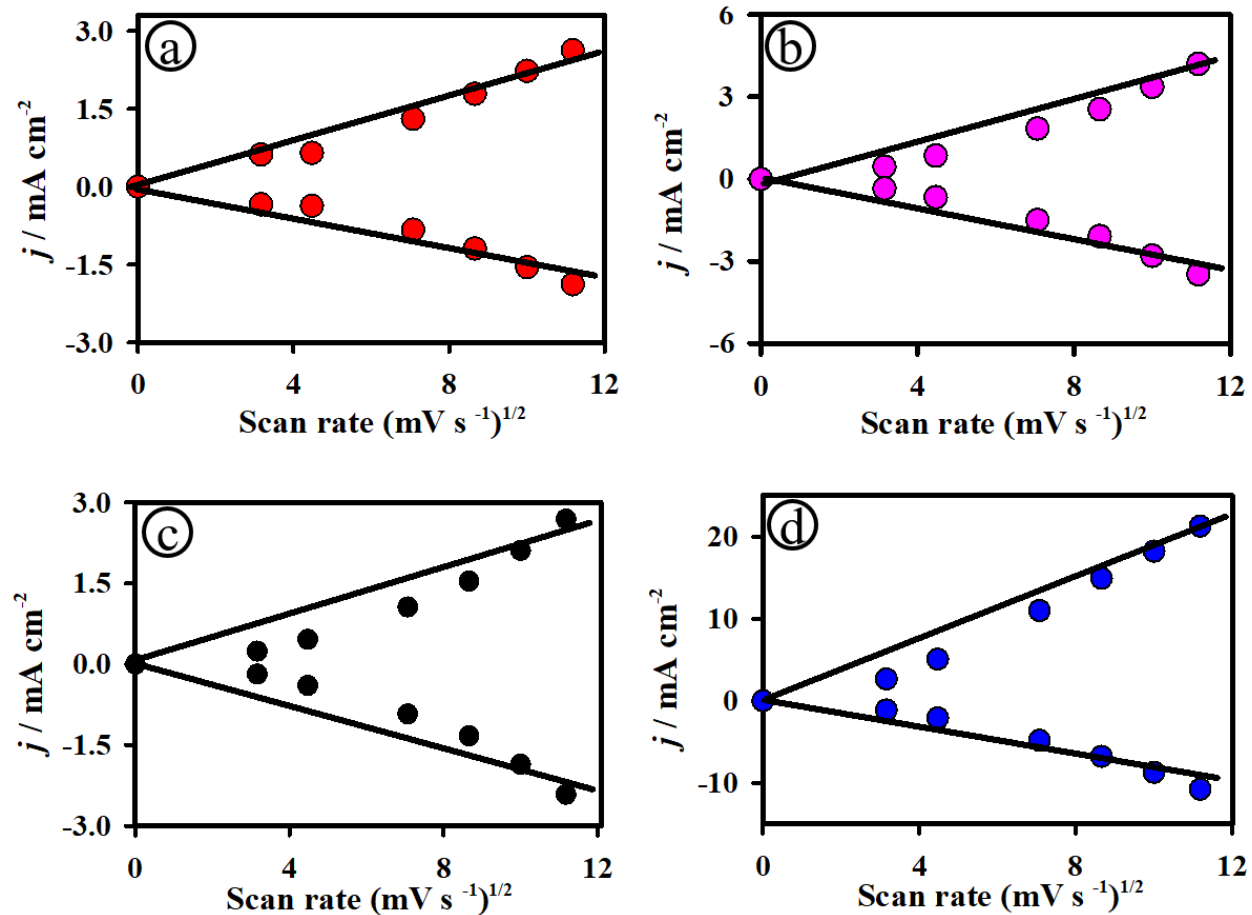 a
3.0
1.5
0.0
-1.5
-3.0
j / mA cm⁻²
0 4 8 12
Scan rate (mV s ⁻¹)¹/²
b
6
3
0
-3
-6
j / mA cm⁻²
0 4 8 12
Scan rate (mV s ⁻¹)¹/²
c
3.0
1.5
0.0
-1.5
-3.0
j / mA cm⁻²
0 4 8 12
Scan rate (mV s ⁻¹)¹/²
d
20
10
0
-10
j / mA cm⁻²
0 4 8 12
Scan rate (mV s ⁻¹)¹/²